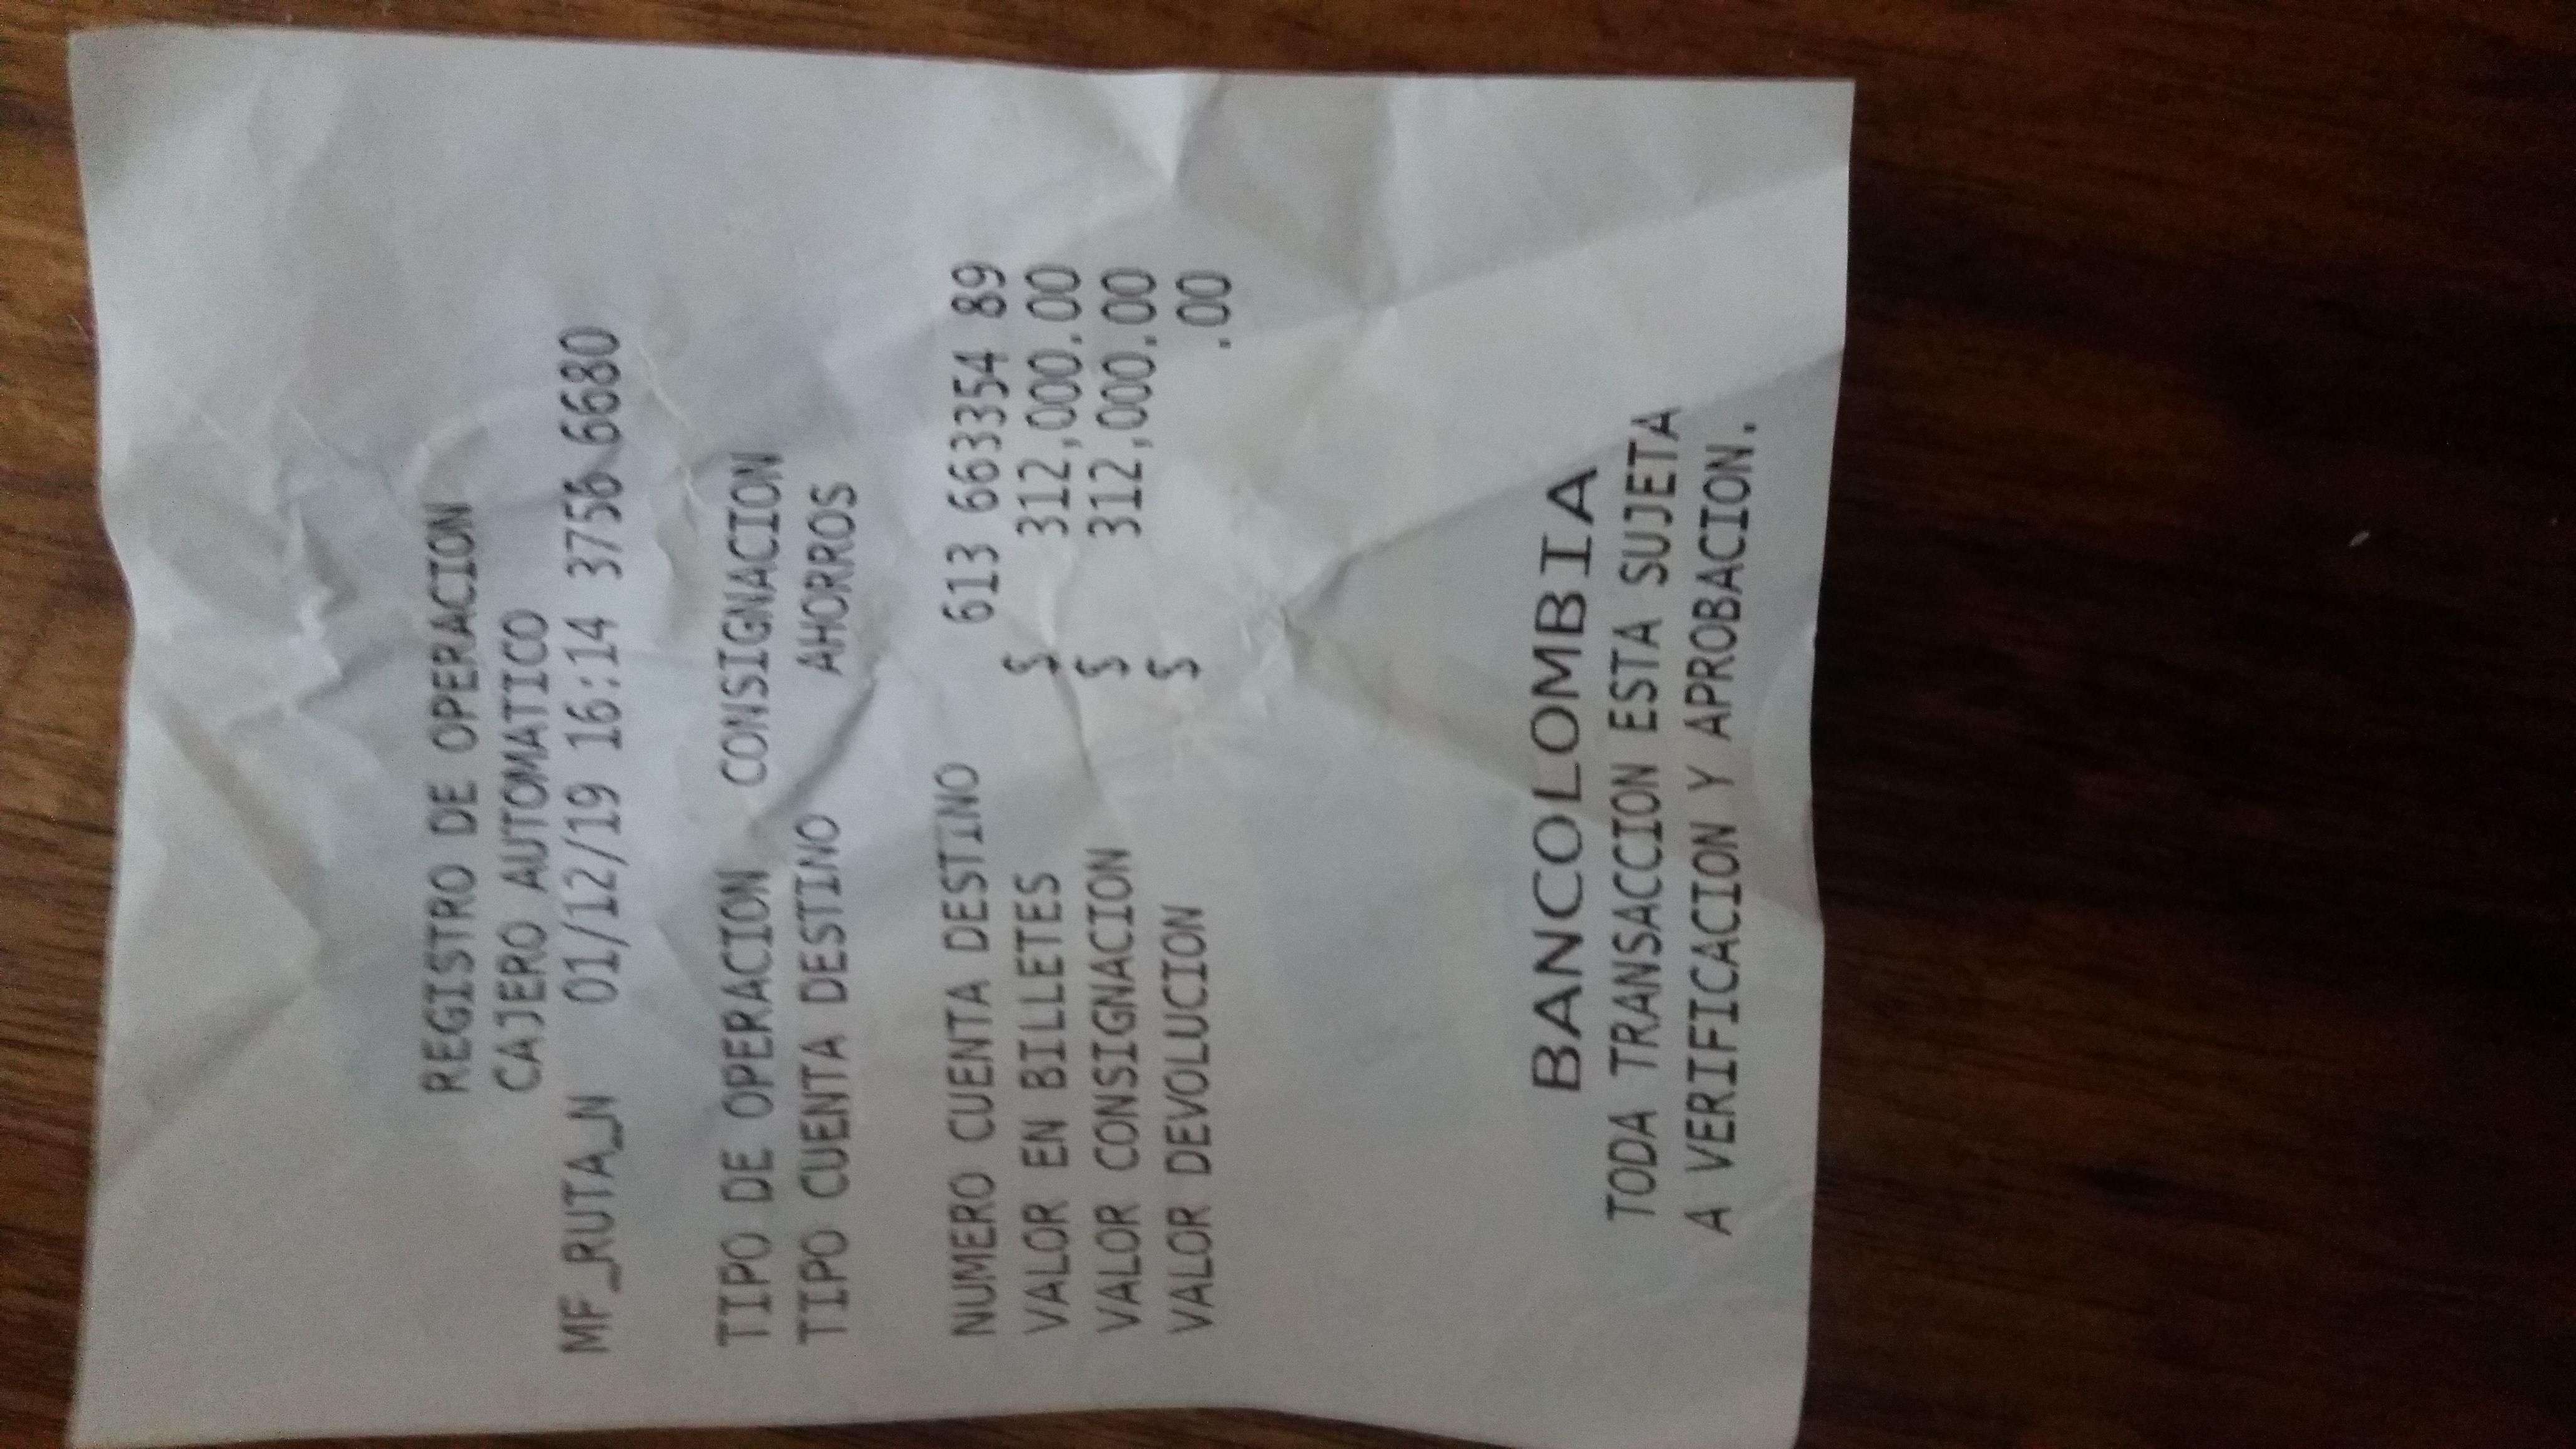 REGISTRO DE OPERACION
CAJERO AUTOMATICO
MF_RUTA_N 01/12/19 16:14 3756 6680
TIPO DE OPERACION CONSIGNACION
TIPO CUENTA DESTINO AHORROS
NUMERO CUENTA DESTINO 613 663354 89
VALOR EN BILLETES $ 312,000.00
VALOR CONSIGNACION $ 312,000.00
VALOR DEVOLUCION $ .00
BANCOLOMBIA
TODA TRANSACCION ESTA SUJETA
A VERIFICACION Y APROBACION.